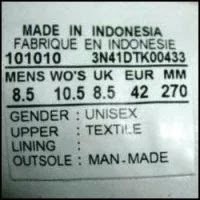 MADE IN INDONESIA
FABRIQUE EN INDONESIE
101010 3N41DTK00433
MENS WO'S UK EUR MM
8.5 10.5 8.5 42 270
GENDER : UNISEX
UPPER : TEXTILE
LINING :
OUTSOLE : MAN-MADE